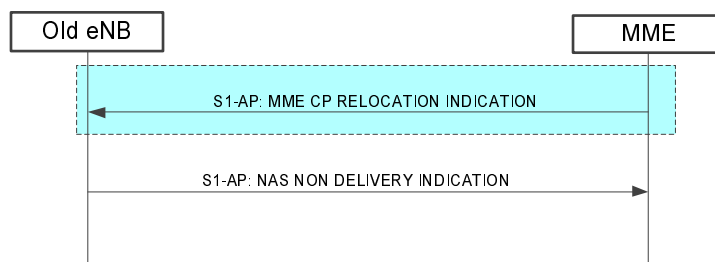 Old eNB
MME
S1-AP: MME CP RELOCATION INDICATION
S1-AP: NAS NON DELIVERY INDICATION